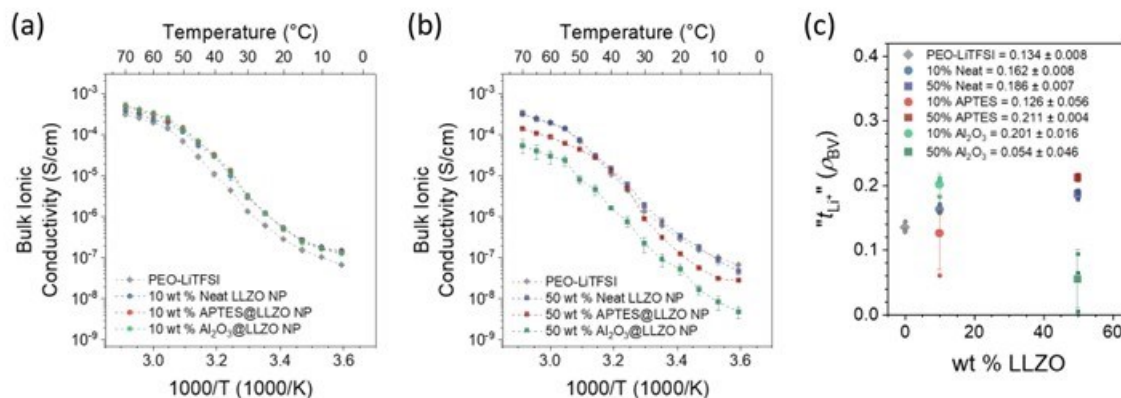 (a)
Temperature (°C)
70 60 50 40 30 20 10 0
Bulk Ionic
Conductivity (S/cm)
10⁻³
10⁻⁴
10⁻⁵
10⁻⁶
10⁻⁷
10⁻⁸
10⁻⁹
PEO-LiTFSI
10 wt % Neat LLZO NP
10 wt % APTES@LLZO NP
10 wt % Al₂O₃@LLZO NP
3.0 3.2 3.4 3.6
1000/T (1000/K)
(b)
Temperature (°C)
70 60 50 40 30 20 10 0
Bulk Ionic
Conductivity (S/cm)
10⁻³
10⁻⁴
10⁻⁵
10⁻⁶
10⁻⁷
10⁻⁸
10⁻⁹
PEO-LiTFSI
50 wt % Neat LLZO NP
50 wt % APTES@LLZO NP
50 wt % Al₂O₃@LLZO NP
3.0 3.2 3.4 3.6
1000/T (1000/K)
(c)
"t_Li⁺" (ρ_BV)
0.4
0.3
0.2
0.1
0.0
PEO-LiTFSI = 0.134 ± 0.008
10% Neat = 0.162 ± 0.008
50% Neat = 0.186 ± 0.007
10% APTES = 0.126 ± 0.056
50% APTES = 0.211 ± 0.004
10% Al₂O₃ = 0.201 ± 0.016
50% Al₂O₃ = 0.054 ± 0.046
0 20 40 60
wt % LLZO